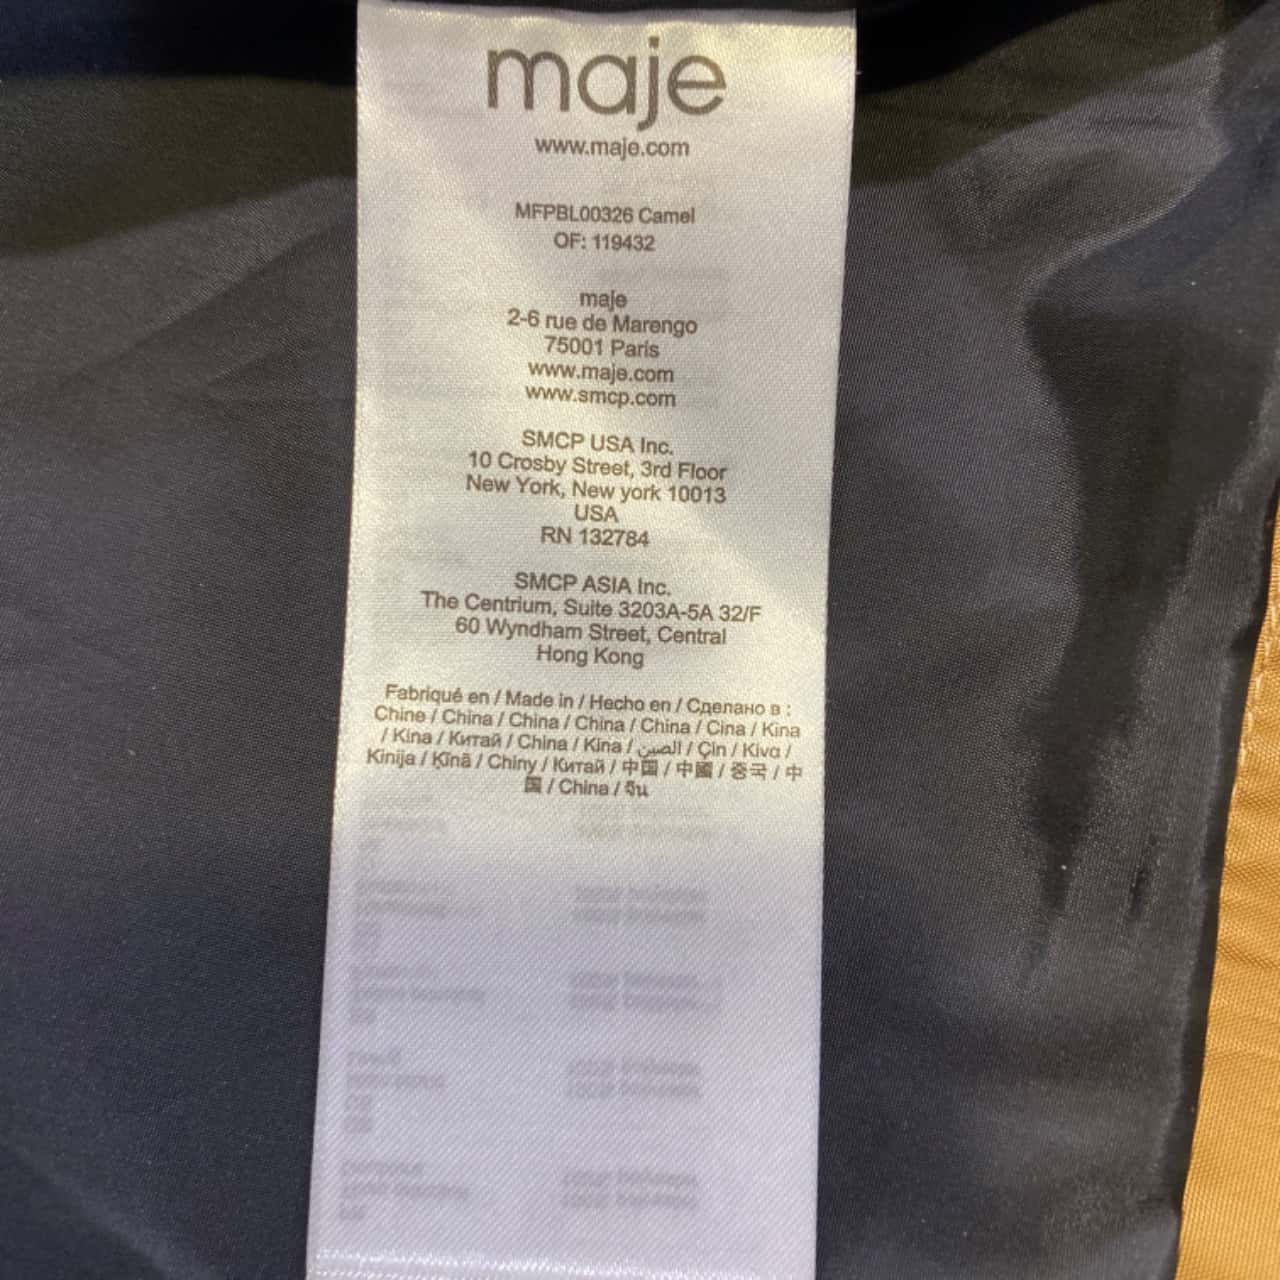 maje
www.maje.com
MFPBL00326 Camel
OF: 119432
maje
2-6 rue de Marengo
75001 Paris
www.maje.com
www.smcp.com
SMCP USA Inc.
10 Crosby Street, 3rd Floor
New York, New york 10013
USA
RN 132784
SMCP ASIA Inc.
The Centrium, Suite 3203A-5A 32/F
60 Wyndham Street, Central
Hong Kong
Fabriqué en / Made in / Hecho en / Сделано в :
Chine / China / China / China / China / Cina / Kina
/ Kina / Китай / China / Kina / الصين / Çin / Kíνα /
Kinija / Ķīnā / Chiny / Китай / 中国 / 中國 / 중국 / 中
国 / China / จีน